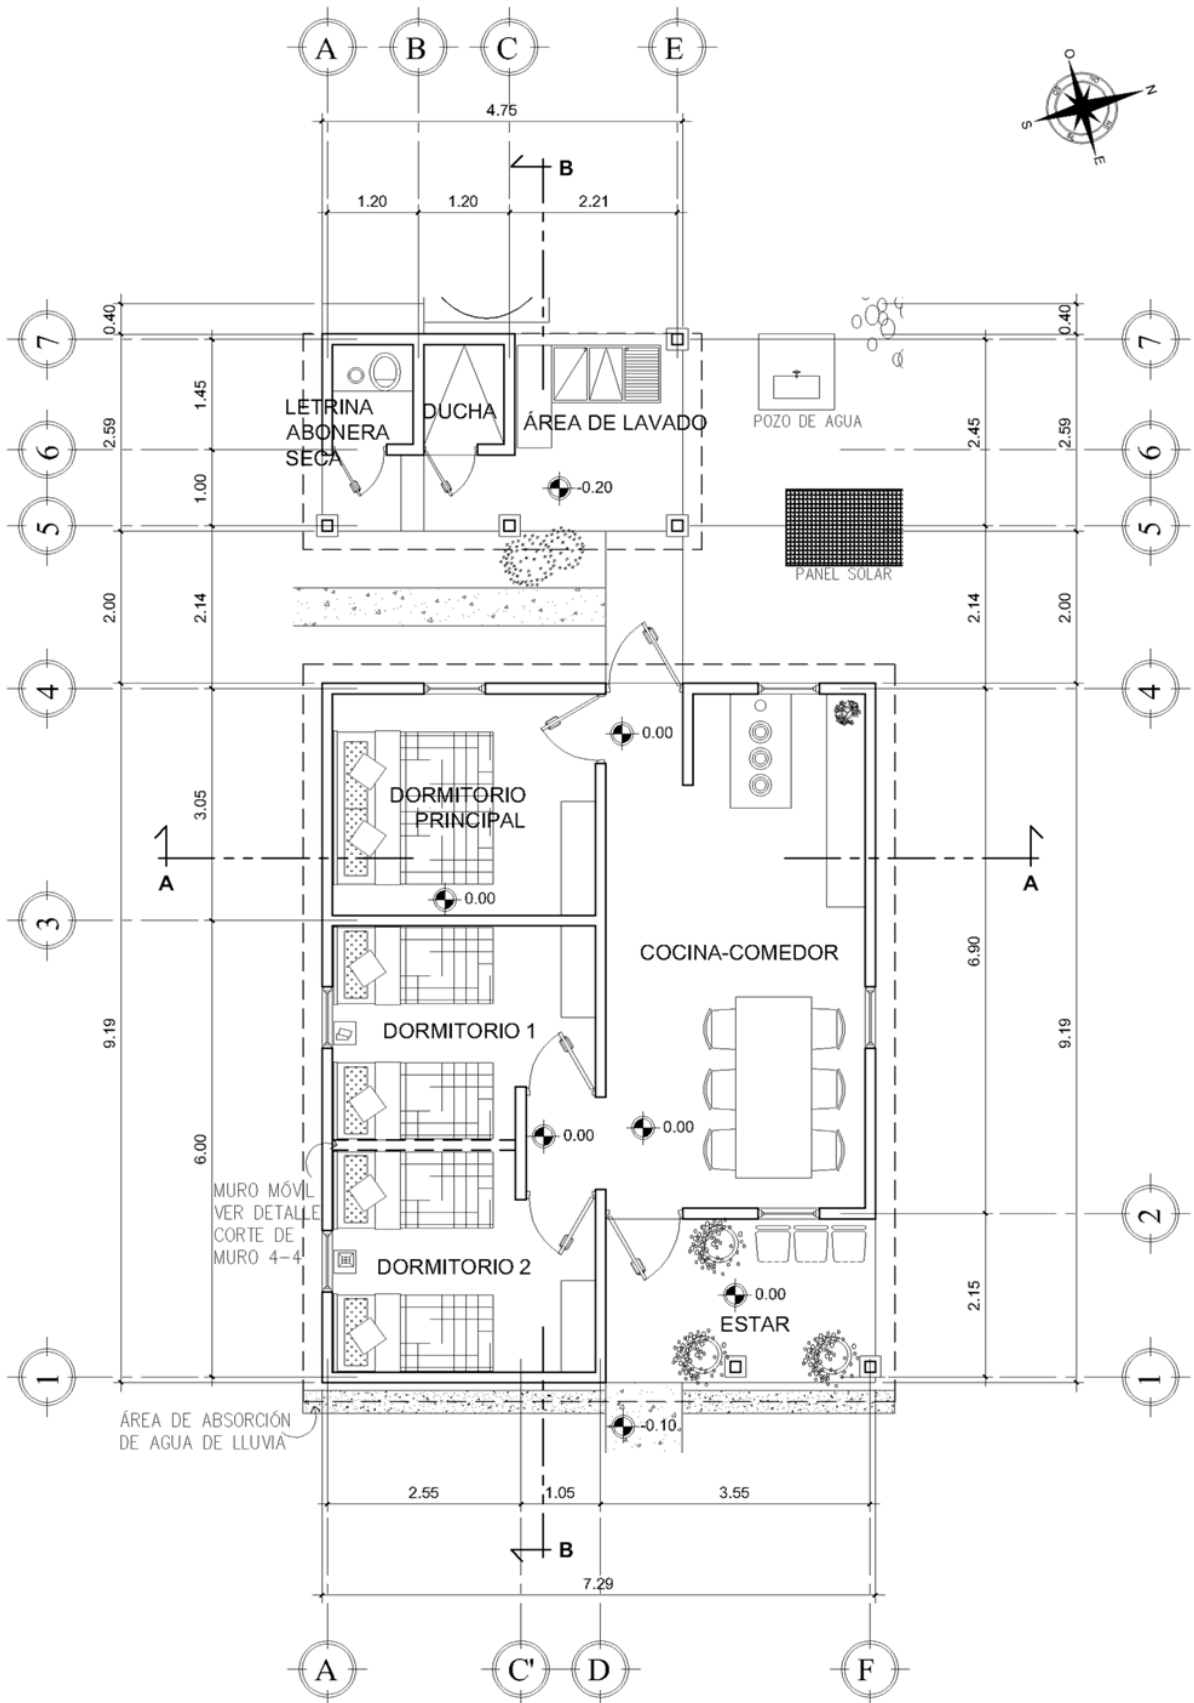 A B C E
4.75
O
N
S
E
B
1.20 1.20 2.21
0.40 0.40
7 7
1.45
LETRINA
ABONERA
SECA
DUCHA
ÁREA DE LAVADO
POZO DE AGUA
2.59 2.45 2.59
6 6
1.00
-0.20
5 5
PANEL SOLAR
2.00 2.14 2.14 2.00
4 4
0.00
DORMITORIO
PRINCIPAL
3.05
A A
0.00
3
COCINA-COMEDOR
6.90
9.19 9.19
DORMITORIO 1
0.00 0.00
6.00
MURO MÓVIL
VER DETALLE
CORTE DE
MURO 4-4
2
DORMITORIO 2
0.00
ESTAR
2.15
1 1
ÁREA DE ABSORCIÓN
DE AGUA DE LLUVIA
-0.10
2.55 1.05 3.55
B
7.29
A C' D F